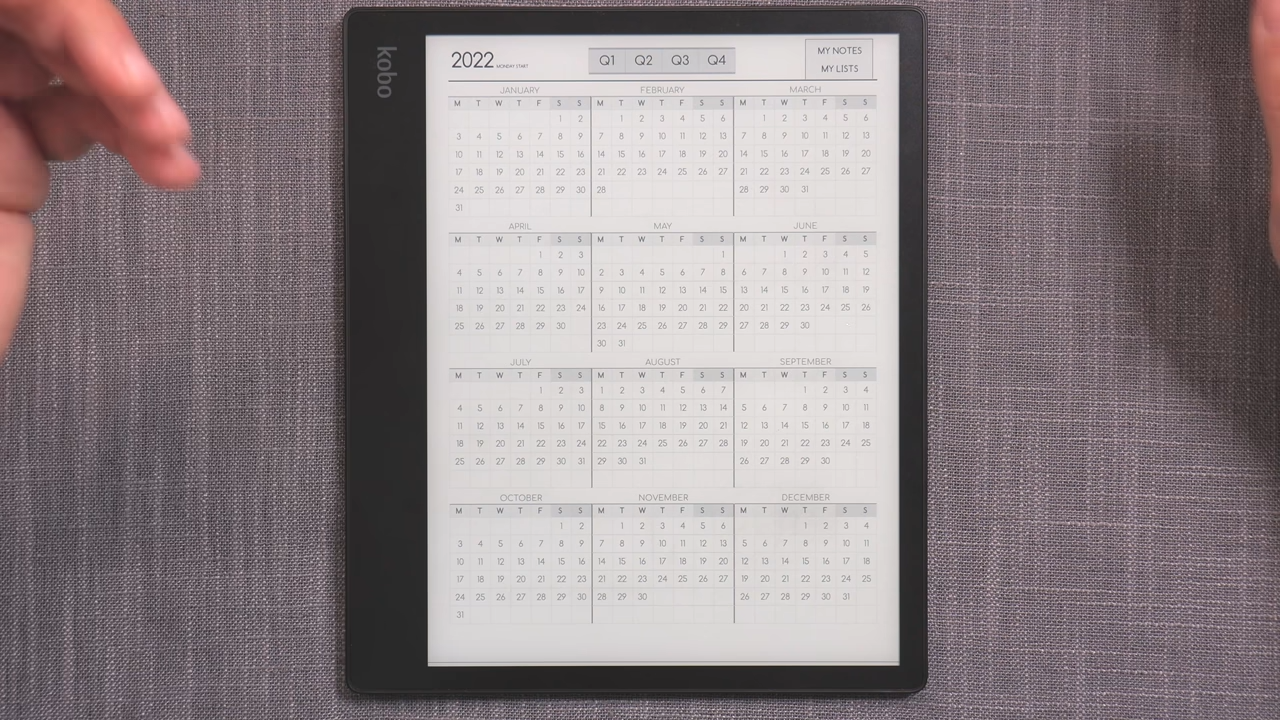 kobo
2022 MONDAY START Q1 Q2 Q3 Q4 MY NOTES
MY LISTS
JANUARY
M T W T F S S
1 2
3 4 5 6 7 8 9
10 11 12 13 14 15 16
17 18 19 20 21 22 23
24 25 26 27 28 29 30
31
FEBRUARY
M T W T F S S
1 2 3 4 5 6
7 8 9 10 11 12 13
14 15 16 17 18 19 20
21 22 23 24 25 26 27
28
MARCH
M T W T F S S
1 2 3 4 5 6
7 8 9 10 11 12 13
14 15 16 17 18 19 20
21 22 23 24 25 26 27
28 29 30 31
APRIL
M T W T F S S
1 2 3
4 5 6 7 8 9 10
11 12 13 14 15 16 17
18 19 20 21 22 23 24
25 26 27 28 29 30
MAY
M T W T F S S
1
2 3 4 5 6 7 8
9 10 11 12 13 14 15
16 17 18 19 20 21 22
23 24 25 26 27 28 29
30 31
JUNE
M T W T F S S
1 2 3 4 5
6 7 8 9 10 11 12
13 14 15 16 17 18 19
20 21 22 23 24 25 26
27 28 29 30
JULY
M T W T F S S
1 2 3
4 5 6 7 8 9 10
11 12 13 14 15 16 17
18 19 20 21 22 23 24
25 26 27 28 29 30 31
AUGUST
M T W T F S S
1 2 3 4 5 6 7
8 9 10 11 12 13 14
15 16 17 18 19 20 21
22 23 24 25 26 27 28
29 30 31
SEPTEMBER
M T W T F S S
1 2 3 4
5 6 7 8 9 10 11
12 13 14 15 16 17 18
19 20 21 22 23 24 25
26 27 28 29 30
OCTOBER
M T W T F S S
1 2
3 4 5 6 7 8 9
10 11 12 13 14 15 16
17 18 19 20 21 22 23
24 25 26 27 28 29 30
31
NOVEMBER
M T W T F S S
1 2 3 4 5 6
7 8 9 10 11 12 13
14 15 16 17 18 19 20
21 22 23 24 25 26 27
28 29 30
DECEMBER
M T W T F S S
1 2 3 4
5 6 7 8 9 10 11
12 13 14 15 16 17 18
19 20 21 22 23 24 25
26 27 28 29 30 31